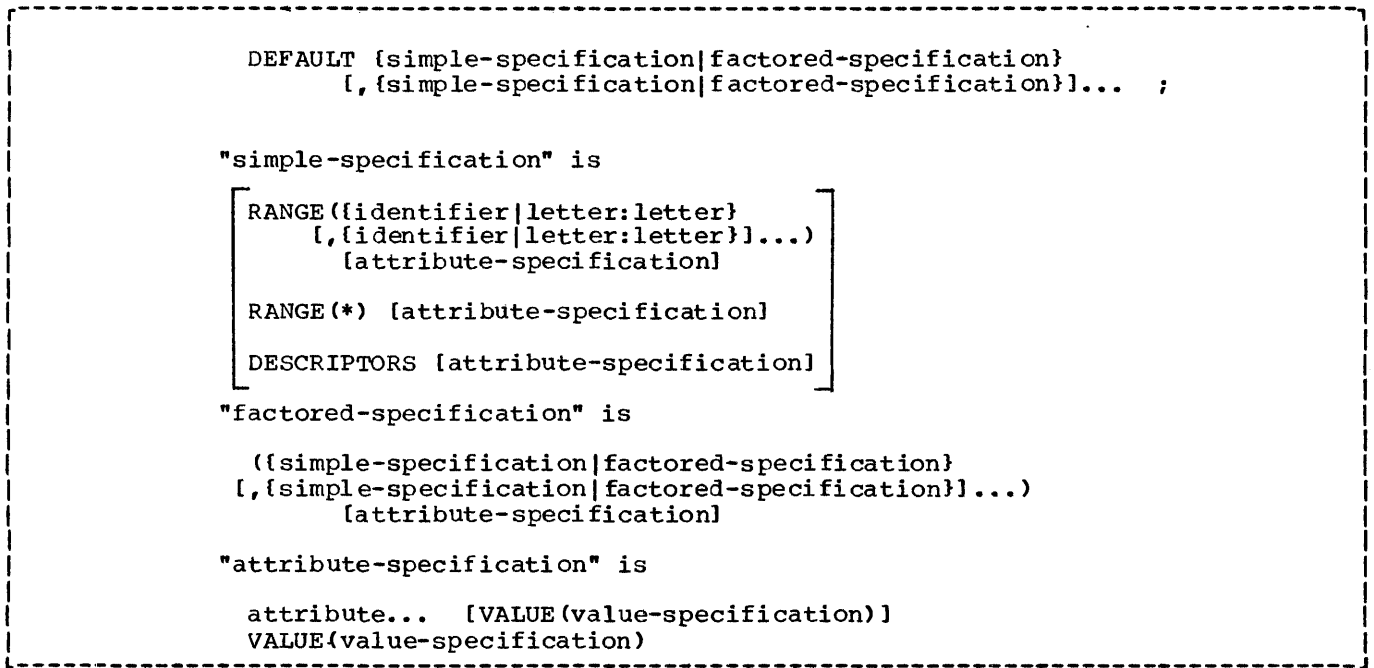 DEFAULT {simple-specification|factored-specification}
[,{simple-specification|factored-specification}]... ;
"simple-specification" is
RANGE({identifier|letter:letter}
[,{identifier|letter:letter}]...)
[attribute-specification]
RANGE(*) [attribute-specification]
DESCRIPTORS [attribute-specification]
"factored-specification" is
({simple-specification|factored-specification}
[,{simple-specification|factored-specification}]...)
[attribute-specification]
"attribute-specification" is
attribute... [VALUE(value-specification)]
VALUE(value-specification)